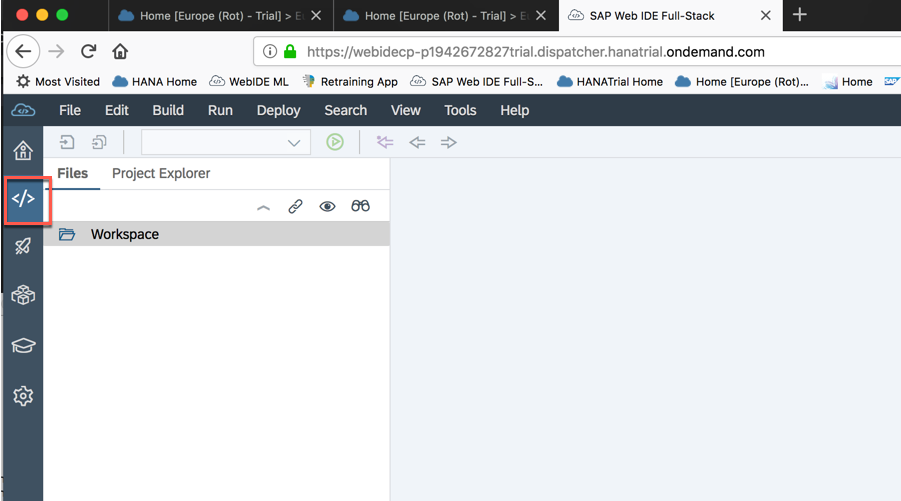 Home [Europe (Rot) - Trial] > E
Home [Europe (Rot) - Trial] > E
SAP Web IDE Full-Stack
https://webidecp-p1942672827trial.dispatcher.hanatrial.ondemand.com
Most Visited HANA Home WebIDE ML Retraining App SAP Web IDE Full-S... HANATrial Home Home [Europe (Rot)... Home SAP
File Edit Build Run Deploy Search View Tools Help
Files Project Explorer
</>
Workspace